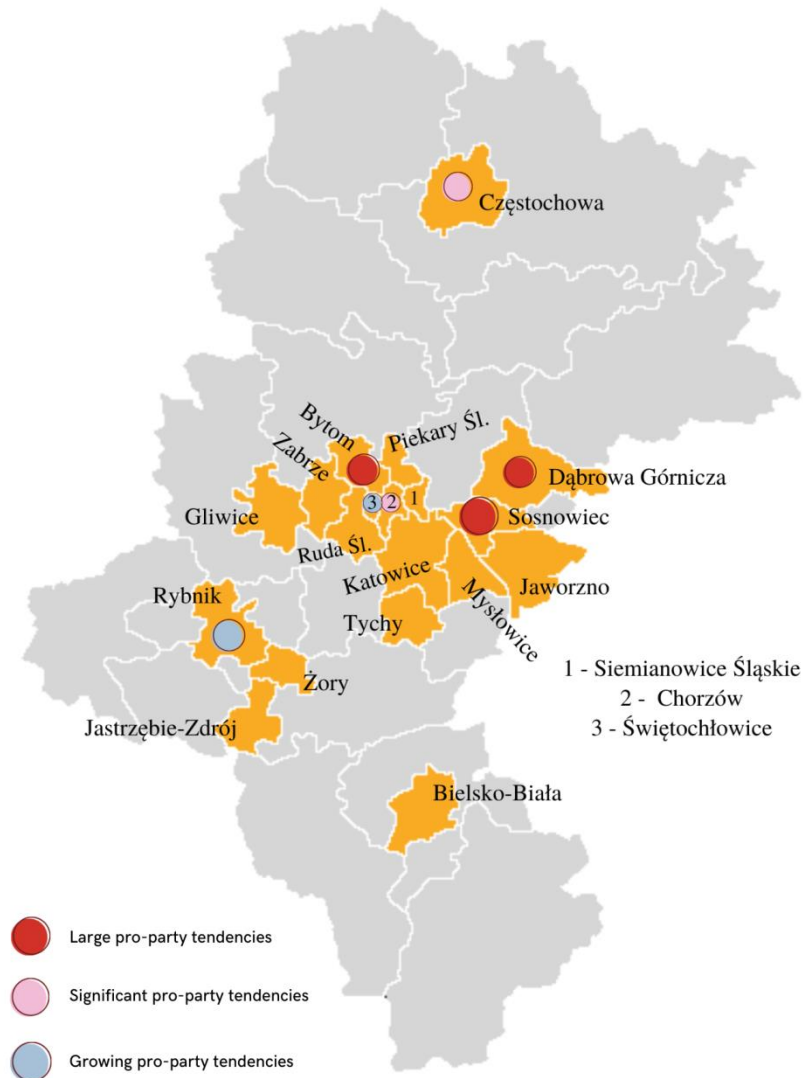 Częstochowa
Bytom
Piekary Śl.
Zabrze
Dąbrowa Górnicza
3
2
1
Gliwice
Sosnowiec
Ruda Śl.
Katowice
Jaworzno
Rybnik
Mysłowice
Tychy
1 - Siemianowice Śląskie
2 - Chorzów
3 - Świętochłowice
Żory
Jastrzębie-Zdrój
Bielsko-Biała
Large pro-party tendencies
Significant pro-party tendencies
Growing pro-party tendencies